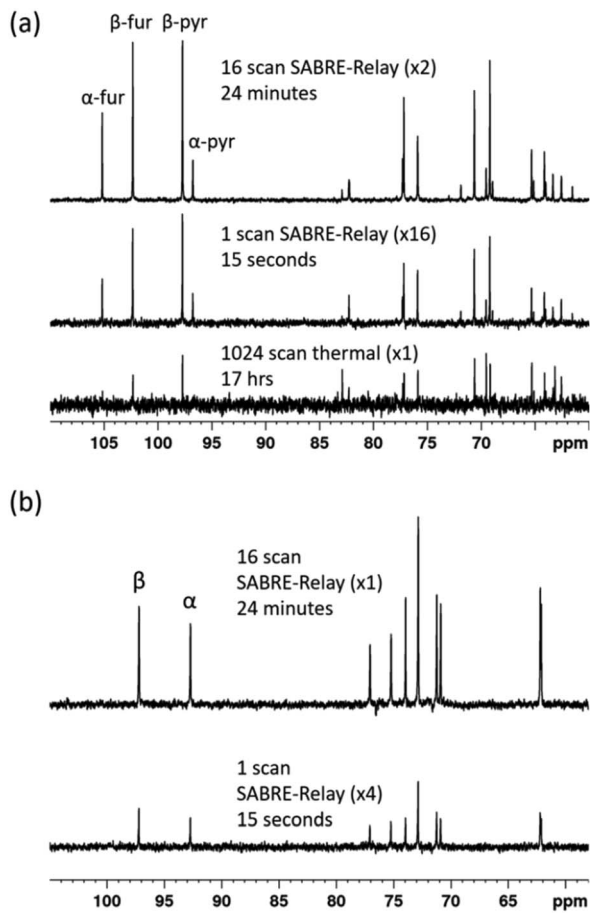 (a)
β-fur β-pyr
α-fur
α-pyr
16 scan SABRE-Relay (x2)
24 minutes
1 scan SABRE-Relay (x16)
15 seconds
1024 scan thermal (x1)
17 hrs
105 100 95 90 85 80 75 70 ppm
(b)
β
α
16 scan
SABRE-Relay (x1)
24 minutes
1 scan
SABRE-Relay (x4)
15 seconds
100 95 90 85 80 75 70 65 ppm